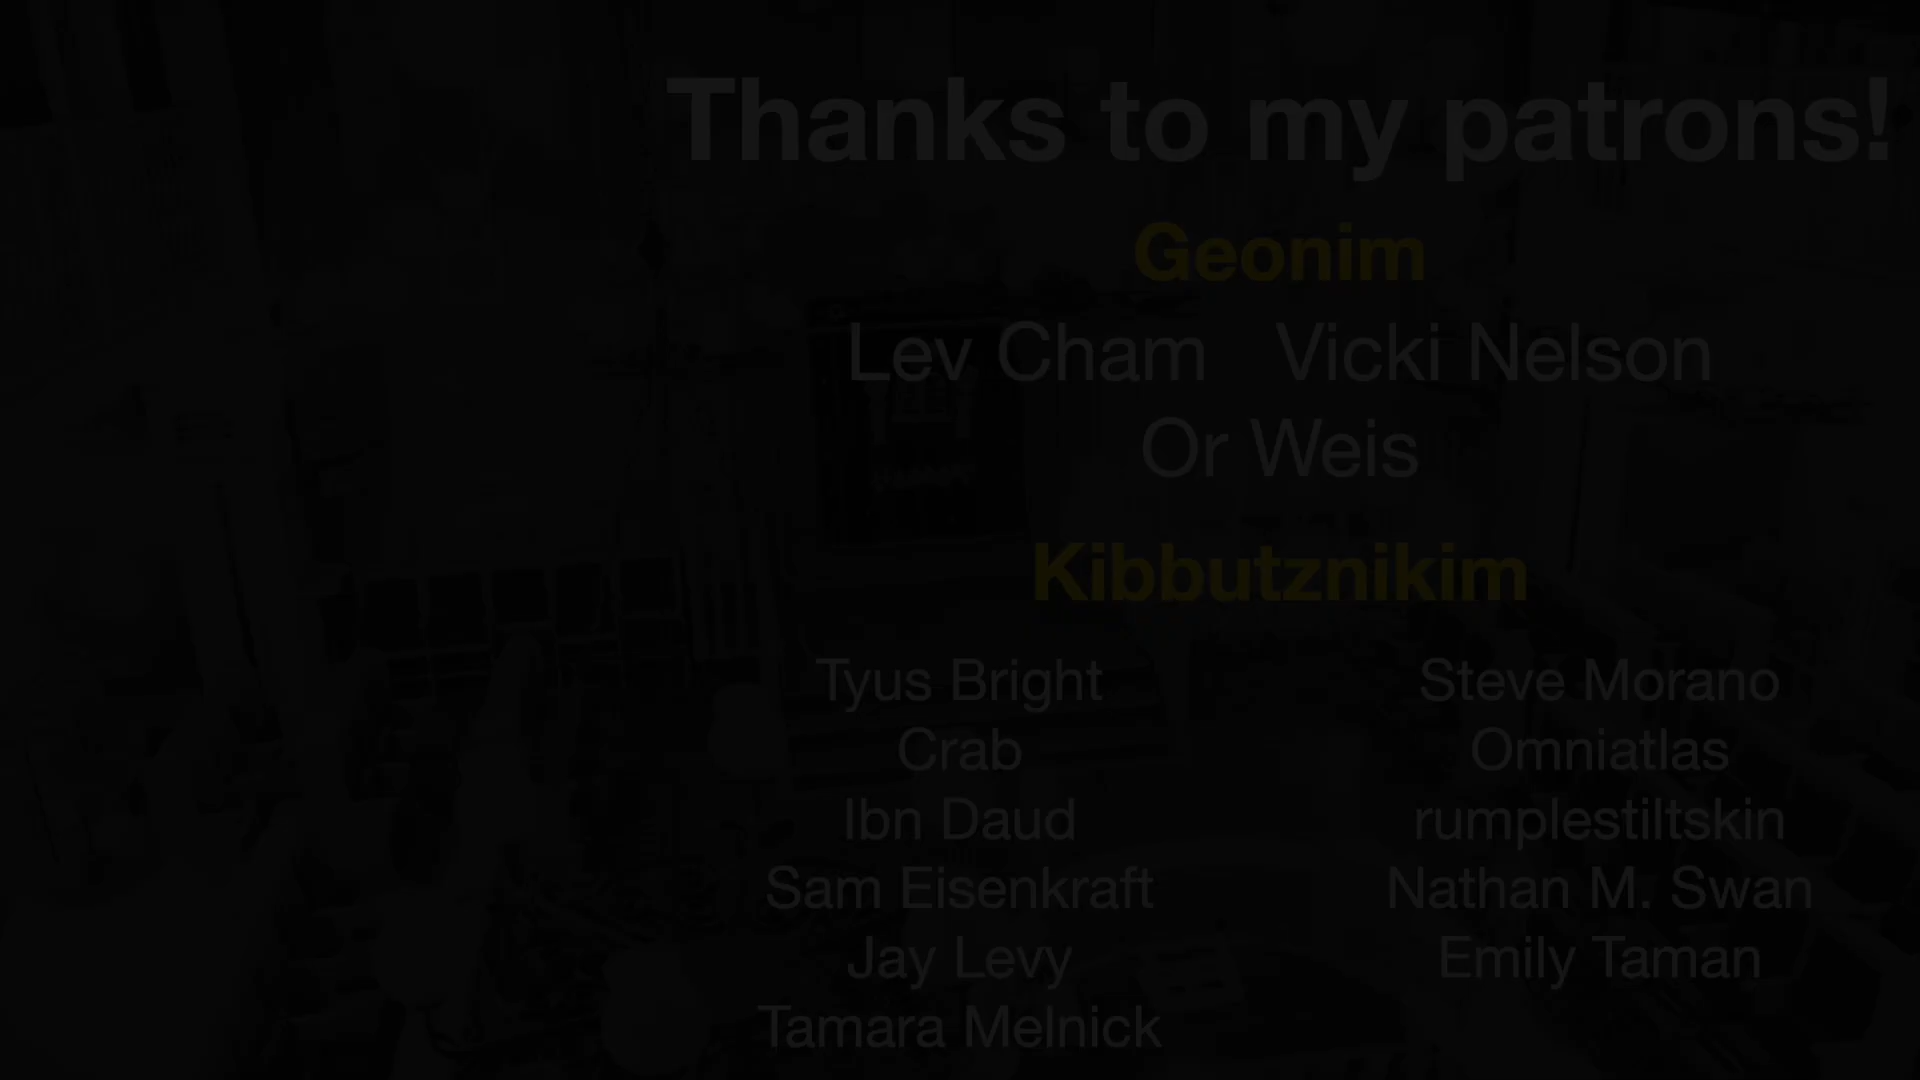 Thanks to my patrons!
Geonim
Lev Cham Vicki Nelson
Or Weis
Kibbutznikim
Tyus Bright
Crab
Ibn Daud
Sam Eisenkraft
Jay Levy
Tamara Melnick
Steve Morano
Omniatlas
rumplestiltskin
Nathan M. Swan
Emily Taman